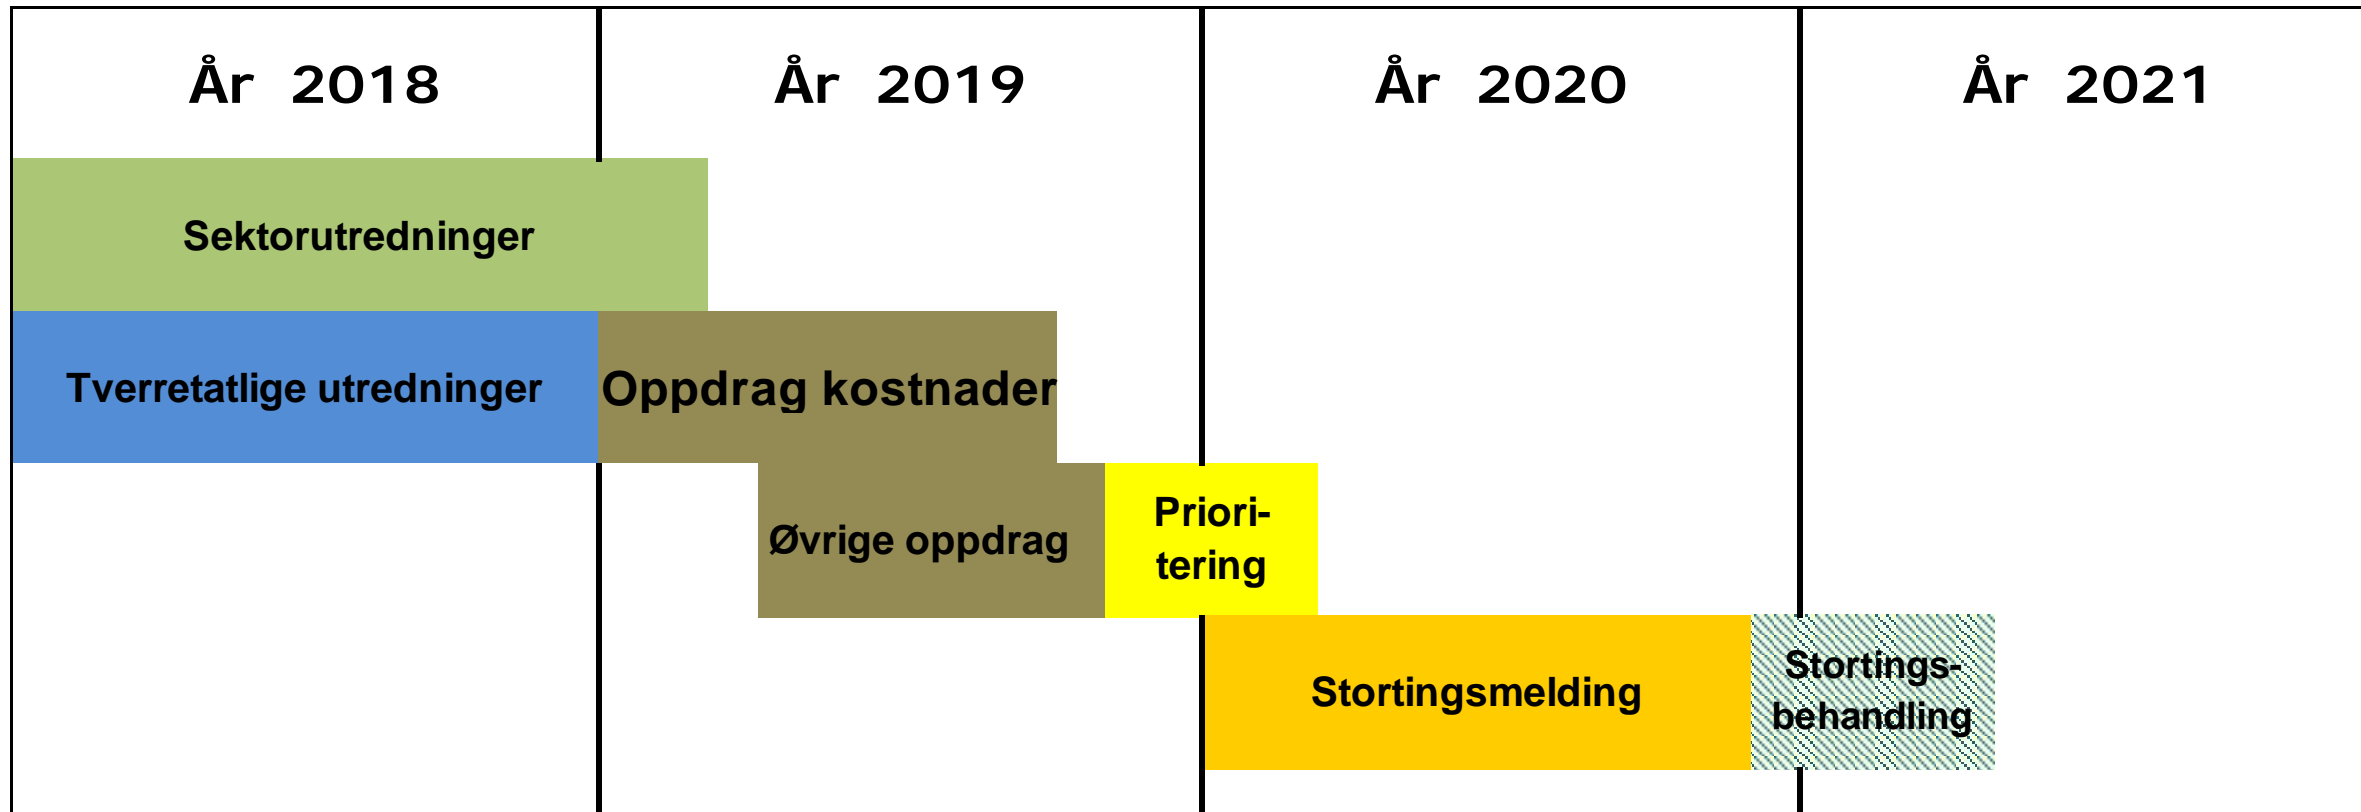 År 2018
År 2019
År 2020
År 2021
Sektorutredninger
Tverretatlige utredninger
Oppdrag kostnader
Øvrige oppdrag
Priori-
tering
Stortingsmelding
Stortings-
behandling